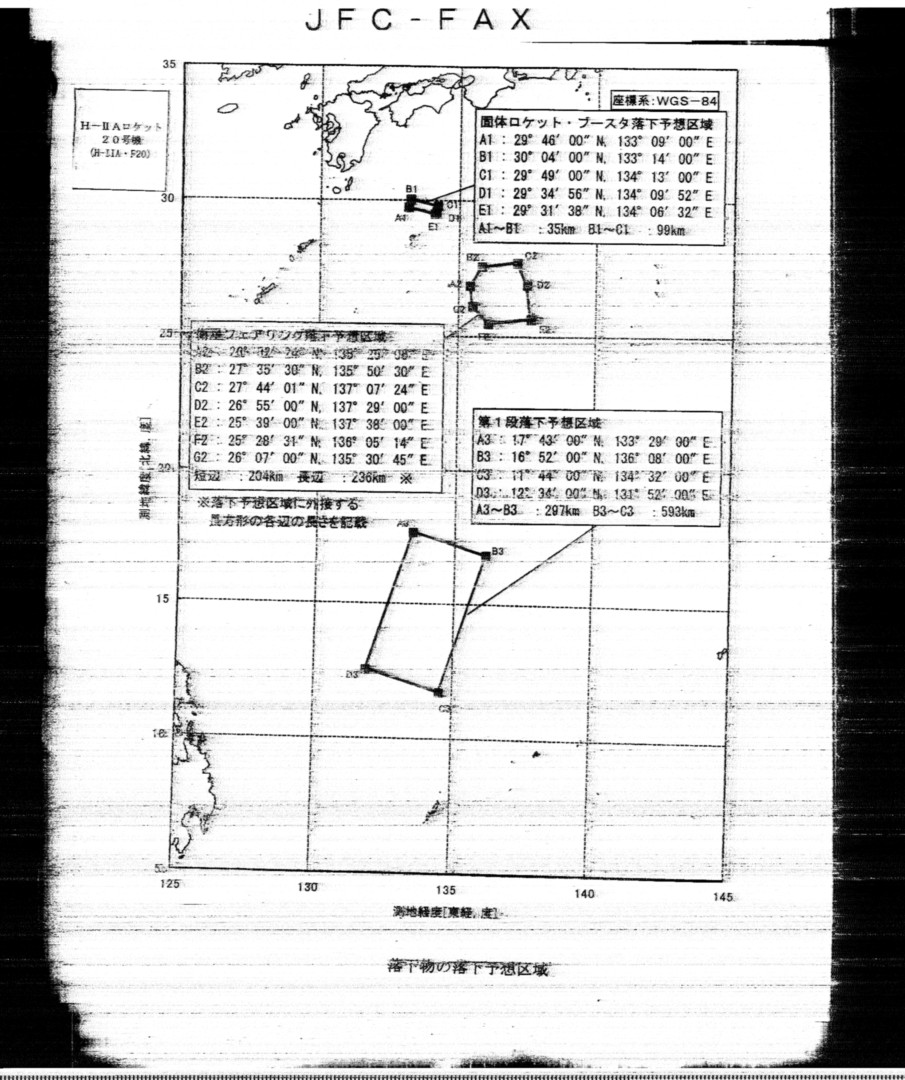 JFC-FAX
35
座標系:WGS-84
H-ⅡAロケット
20号機
(H-IIA・F20)
固体ロケット・ブースタ落下予想区域
A1 : 29° 46′ 00″ N, 133° 09′ 00″ E
B1 : 30° 04′ 00″ N, 133° 14′ 00″ E
C1 : 29° 49′ 00″ N, 134° 13′ 00″ E
D1 : 29° 34′ 56″ N, 134° 09′ 52″ E
E1 : 29° 31′ 38″ N, 134° 06′ 32″ E
A1~B1 : 35km B1~C1 : 99km
30
B1
C1
A1
D1
E1
B2
C2
A2
D2
G2
E2
25
衛星フェアリング落下予想区域
B2 : 27° 35′ 30″ N, 135° 50′ 30″ E
C2 : 27° 44′ 01″ N, 137° 07′ 24″ E
D2 : 26° 55′ 00″ N, 137° 29′ 00″ E
E2 : 25° 39′ 00″ N, 137° 38′ 00″ E
F2 : 25° 28′ 31″ N, 136° 05′ 14″ E
G2 : 26° 07′ 00″ N, 135° 30′ 45″ E
短辺 : 204km 長辺 : 236km ※
※落下予想区域に外接する
長方形の各辺の長さを記載
第1段落下予想区域
A3 : 17° 43′ 00″ N, 133° 29′ 00″ E
B3 : 16° 52′ 00″ N, 136° 08′ 00″ E
C3 : 11° 44′ 00″ N, 134° 32′ 00″ E
D3 : 12° 34′ 00″ N, 131° 52′ 00″ E
A3~B3 : 297km B3~C3 : 593km
測地緯度[北緯, 度]
20
A3
B3
15
D3
C3
10
5
125
130
135
140
145
測地経度[東経, 度]
落下物の落下予想区域